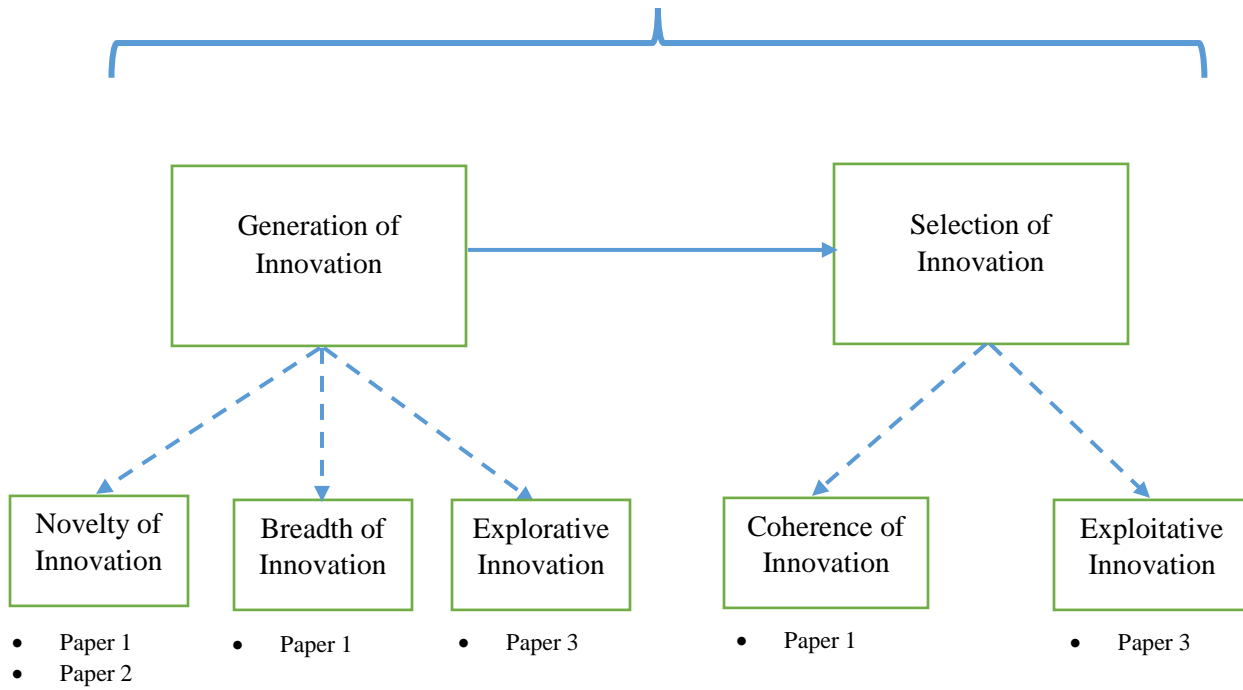 Generation of
Innovation
Selection of
Innovation
Novelty of
Innovation
Breadth of
Innovation
Explorative
Innovation
Coherence of
Innovation
Exploitative
Innovation
• Paper 1
• Paper 2
• Paper 1
• Paper 3
• Paper 1
• Paper 3